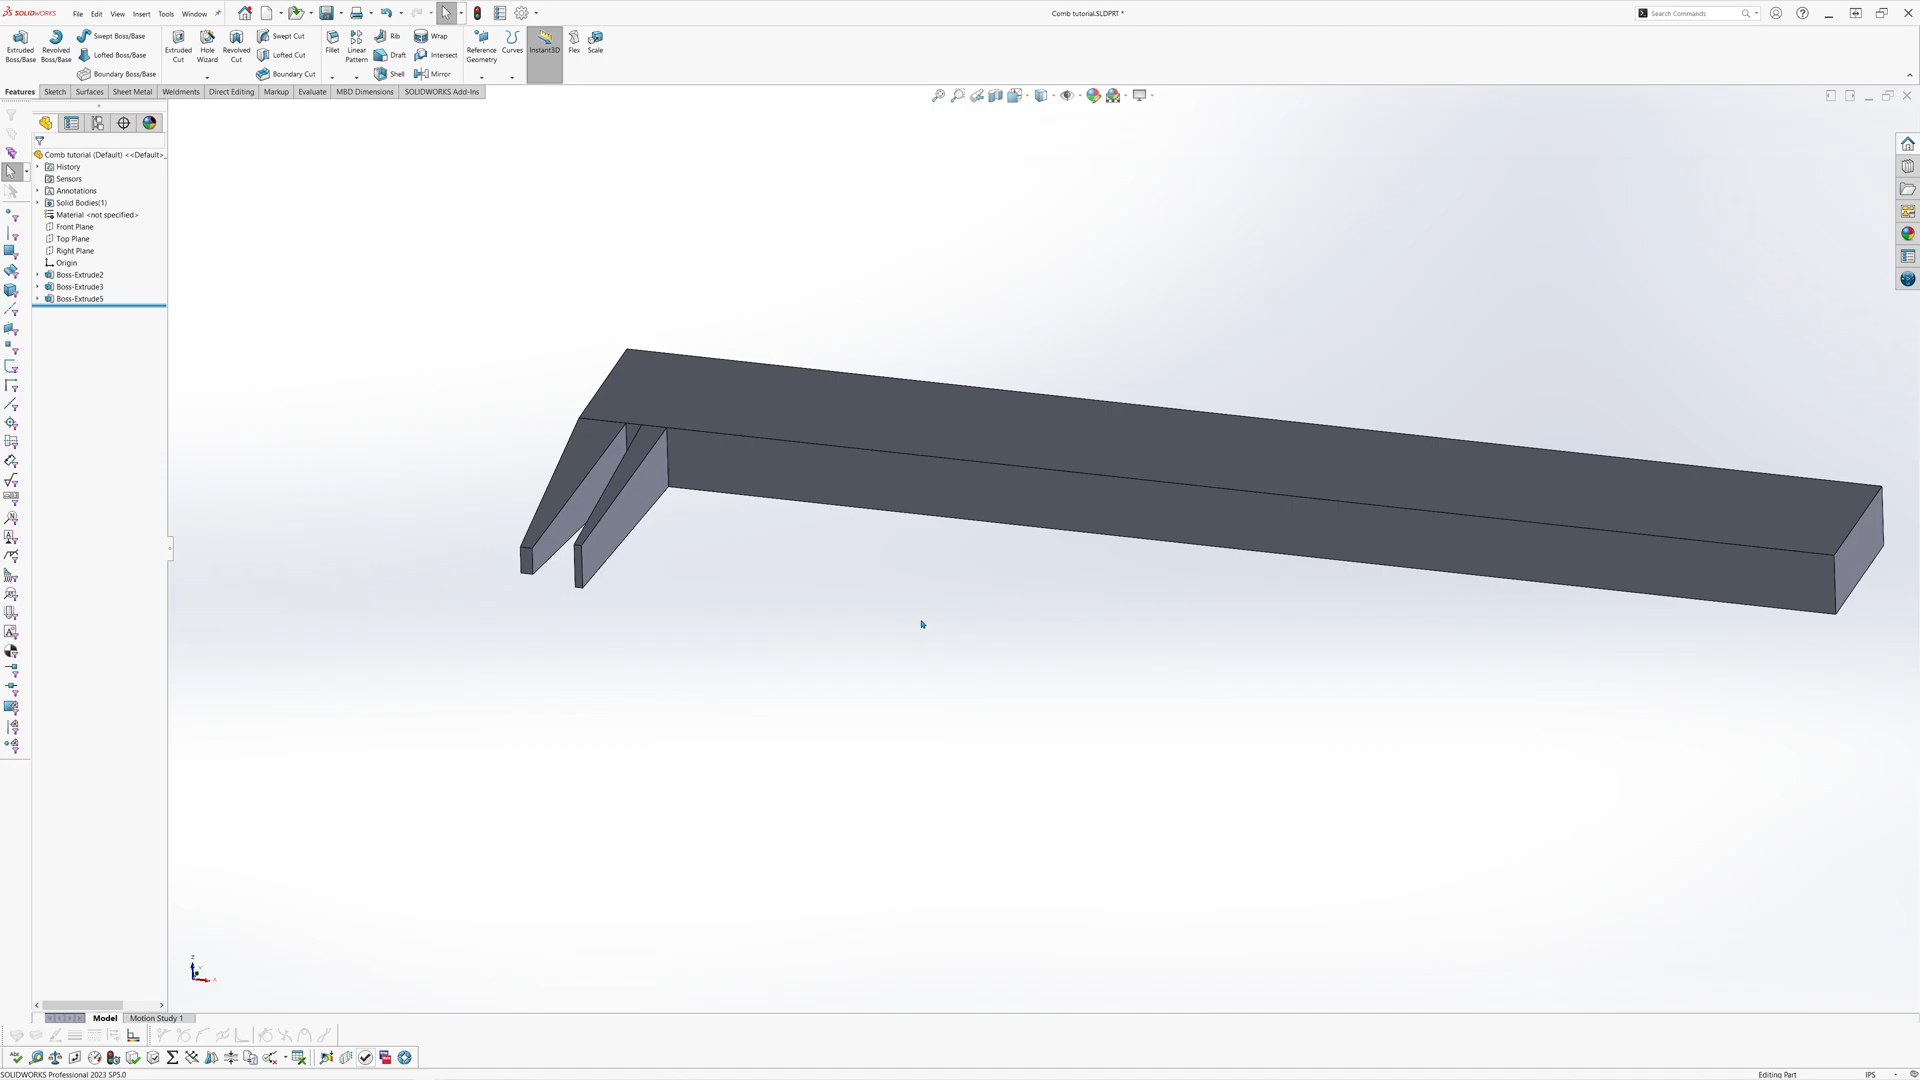 SOLIDWORKS File Edit View Insert Tools Window Comb tutorial.SLDPRT * Search Commands
Extruded Boss/Base Revolved Boss/Base Swept Boss/Base Lofted Boss/Base Boundary Boss/Base Extruded Cut Hole Wizard Revolved Cut Swept Cut Lofted Cut Boundary Cut Fillet Linear Pattern Rib Draft Shell Wrap Intersect Mirror Reference Geometry Curves Instant3D Flex Scale
Features Sketch Surfaces Sheet Metal Weldments Direct Editing Markup Evaluate MBD Dimensions SOLIDWORKS Add-Ins
Comb tutorial (Default) <<Default>_
History
Sensors
Annotations
Solid Bodies(1)
Material <not specified>
Front Plane
Top Plane
Right Plane
Origin
Boss-Extrude2
Boss-Extrude3
Boss-Extrude5
Model Motion Study 1
SOLIDWORKS Professional 2023 SP5.0 Editing Part IPS